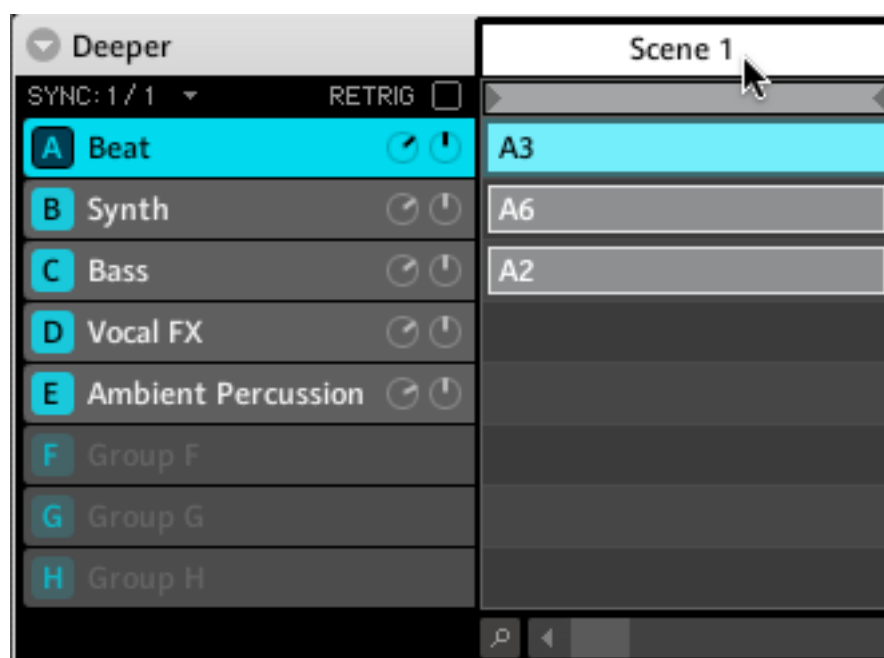 Deeper Scene 1
SYNC: 1 / 1 RETRIG
A Beat A3
B Synth A6
C Bass A2
D Vocal FX
E Ambient Percussion
F Group F
G Group G
H Group H